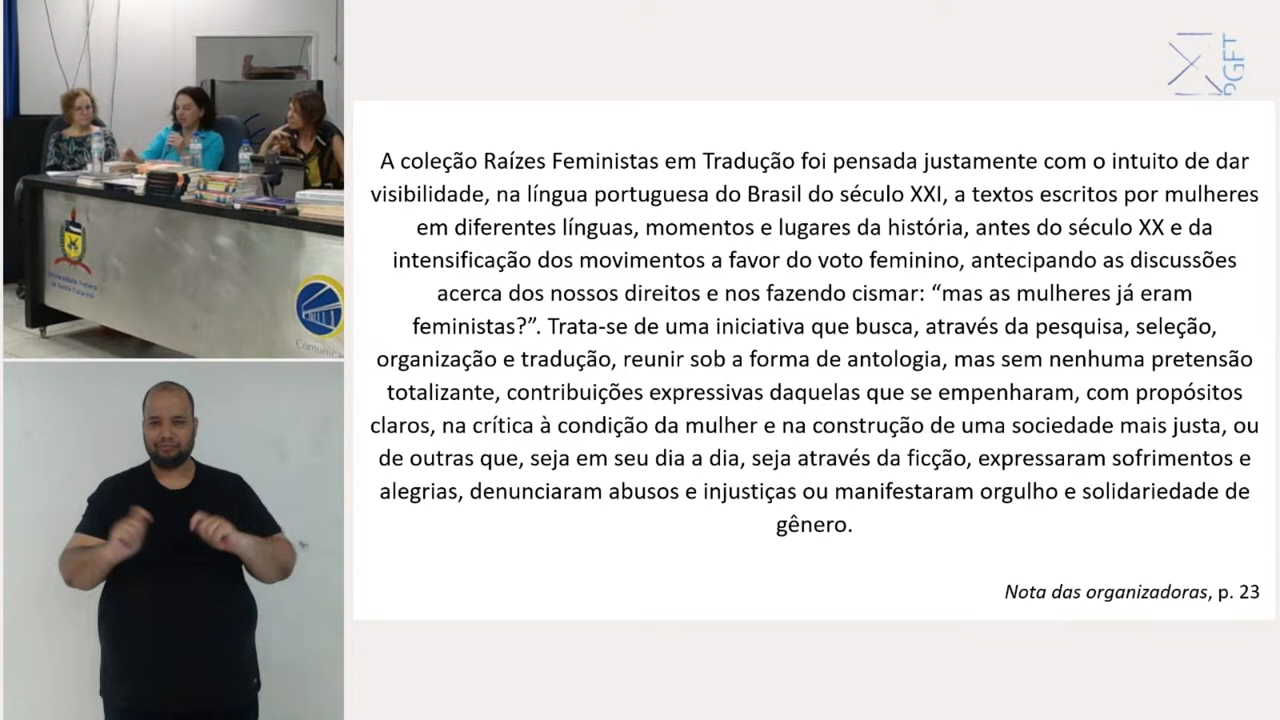 PGFT
A coleção Raízes Feministas em Tradução foi pensada justamente com o intuito de dar
visibilidade, na língua portuguesa do Brasil do século XXI, a textos escritos por mulheres
em diferentes línguas, momentos e lugares da história, antes do século XX e da
intensificação dos movimentos a favor do voto feminino, antecipando as discussões
acerca dos nossos direitos e nos fazendo cismar: “mas as mulheres já eram
feministas?”. Trata-se de uma iniciativa que busca, através da pesquisa, seleção,
organização e tradução, reunir sob a forma de antologia, mas sem nenhuma pretensão
totalizante, contribuições expressivas daquelas que se empenharam, com propósitos
claros, na crítica à condição da mulher e na construção de uma sociedade mais justa, ou
de outras que, seja em seu dia a dia, seja através da ficção, expressaram sofrimentos e
alegrias, denunciaram abusos e injustiças ou manifestaram orgulho e solidariedade de
gênero.
Nota das organizadoras, p. 23
Universidade Federal
de Santa Catarina